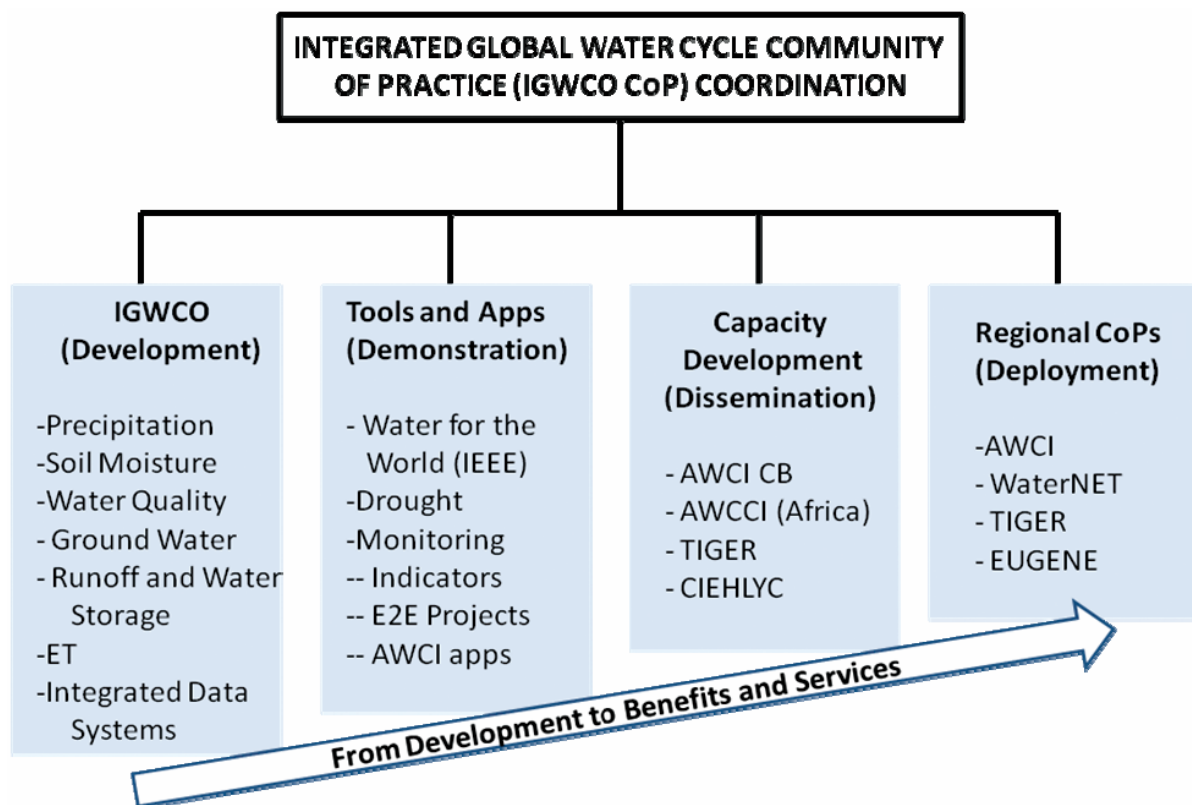 INTEGRATED GLOBAL WATER CYCLE COMMUNITY
OF PRACTICE (IGWCO CoP) COORDINATION
IGWCO
(Development)
-Precipitation
-Soil Moisture
-Water Quality
- Ground Water
- Runoff and Water
Storage
-ET
-Integrated Data
Systems
Tools and Apps
(Demonstration)
- Water for the
World (IEEE)
-Drought
-Monitoring
-- Indicators
-- E2E Projects
-- AWCI apps
Capacity
Development
(Dissemination)
- AWCI CB
- AWCCI (Africa)
- TIGER
- CIEHLYC
Regional CoPs
(Deployment)
-AWCI
- WaterNET
- TIGER
- EUGENE
From Development to Benefits and Services